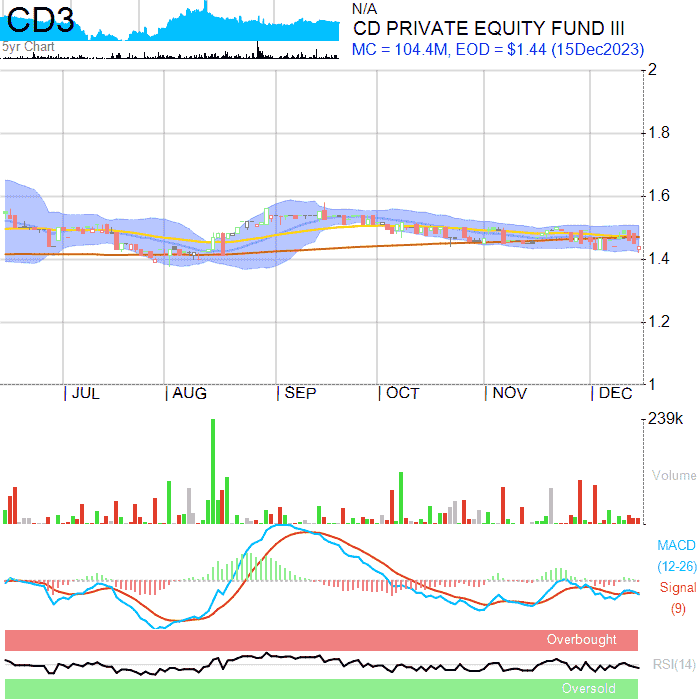 CD3
5yr Chart
N/A
CD PRIVATE EQUITY FUND III
MC = 104.4M, EOD = $1.44 (15Dec2023)
2
1.8
1.6
1.4
1.2
1
JUL AUG SEP OCT NOV DEC
239k
Volume
MACD
(12-26)
Signal
(9)
Overbought
RSI(14)
Oversold